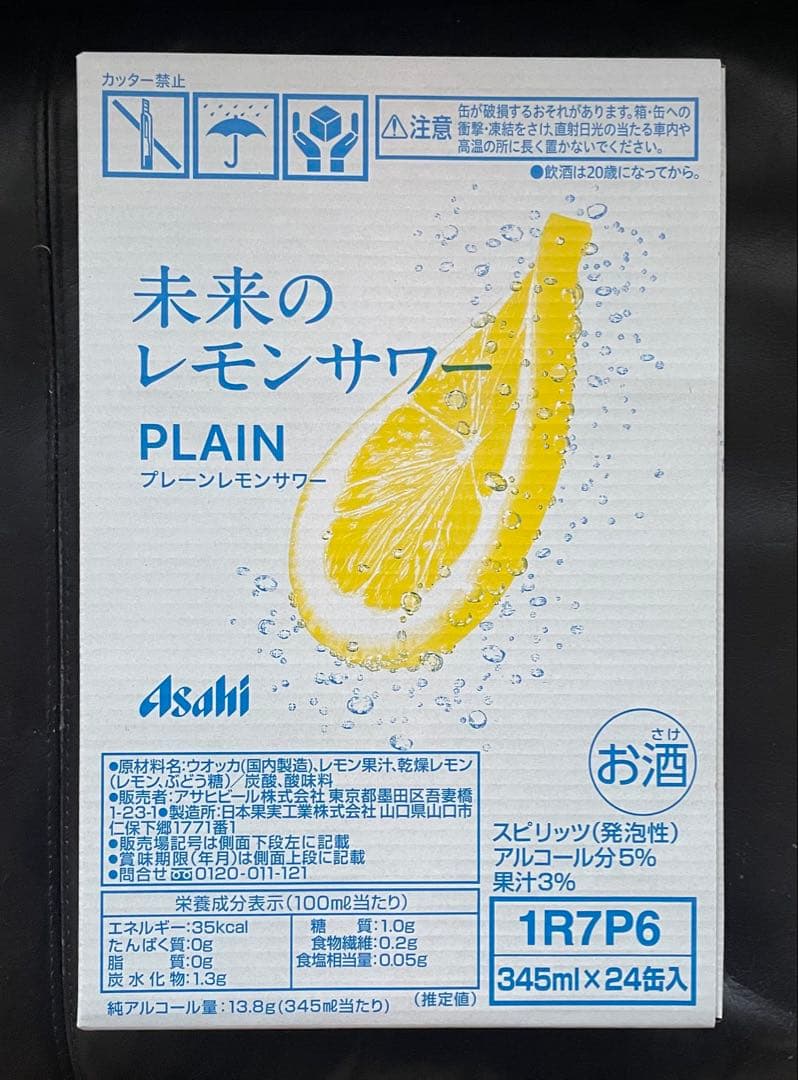 カッター禁止
注意
缶が破損するおそれがあります。箱・缶への
衝撃・凍結をさけ、直射日光の当たる車内や
高温の所に長く置かないでください。
●飲酒は20歳になってから。
未来の
レモンサワー
PLAIN
プレーンレモンサワー
Asahi
●原材料名:ウオッカ(国内製造)、レモン果汁、乾燥レモン
(レモン、ぶどう糖)/炭酸、酸味料
●販売者:アサヒビール株式会社 東京都墨田区吾妻橋
1-23-1●製造所:日本果実工業株式会社 山口県山口市
仁保下郷1771番1
●販売場記号は側面下段左に記載
●賞味期限(年月)は側面上段に記載
●問合せ 0120-011-121
さけ
お酒
スピリッツ(発泡性)
アルコール分5%
果汁3%
栄養成分表示(100ml当たり)
エネルギー:35kcal
たんぱく質:0g
脂 質:0g
炭水化物:1.3g
糖 質:1.0g
食物繊維:0.2g
食塩相当量:0.05g
純アルコール量:13.8g(345ml当たり)
(推定値)
1R7P6
345ml×24缶入